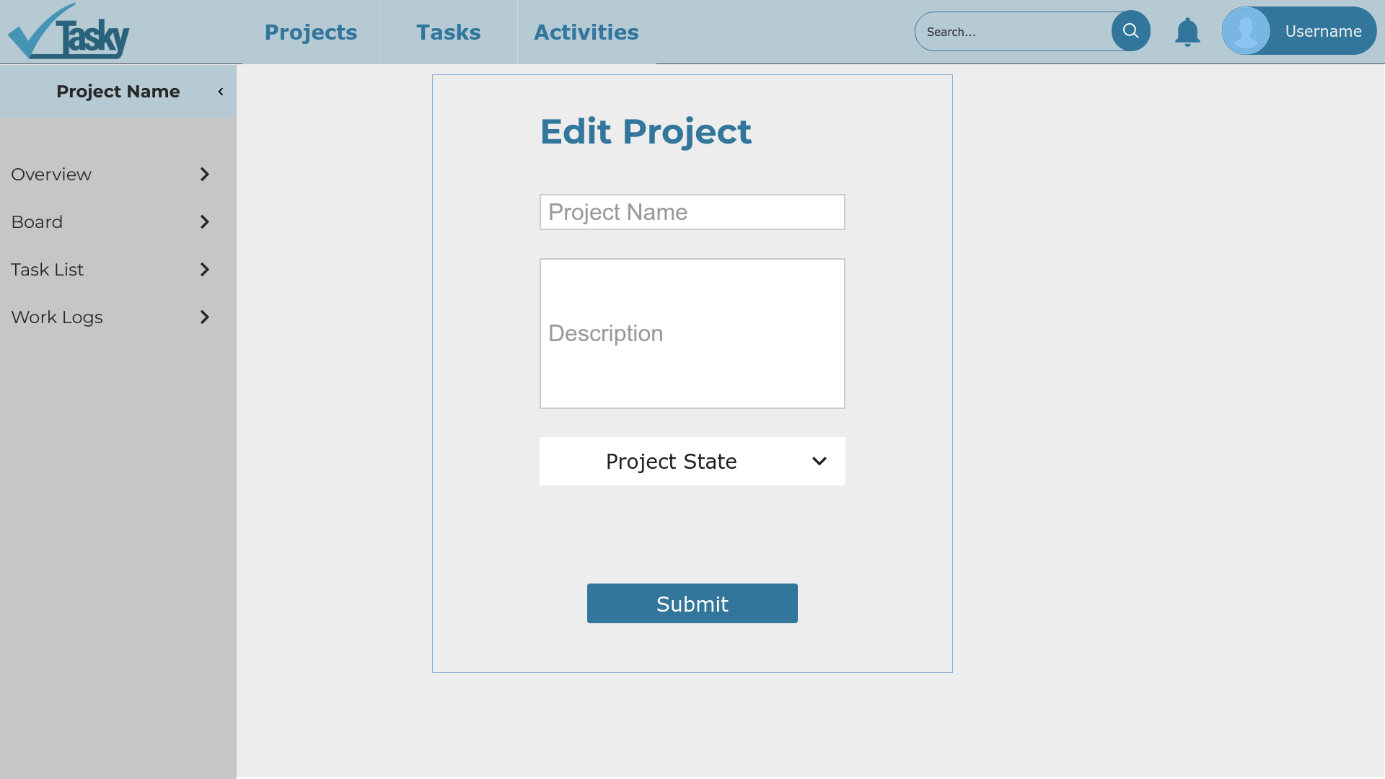 Tasky
Projects
Tasks
Activities
Search...
Username
Project Name
Overview
Board
Task List
Work Logs
Edit Project
Project Name
Description
Project State
Submit